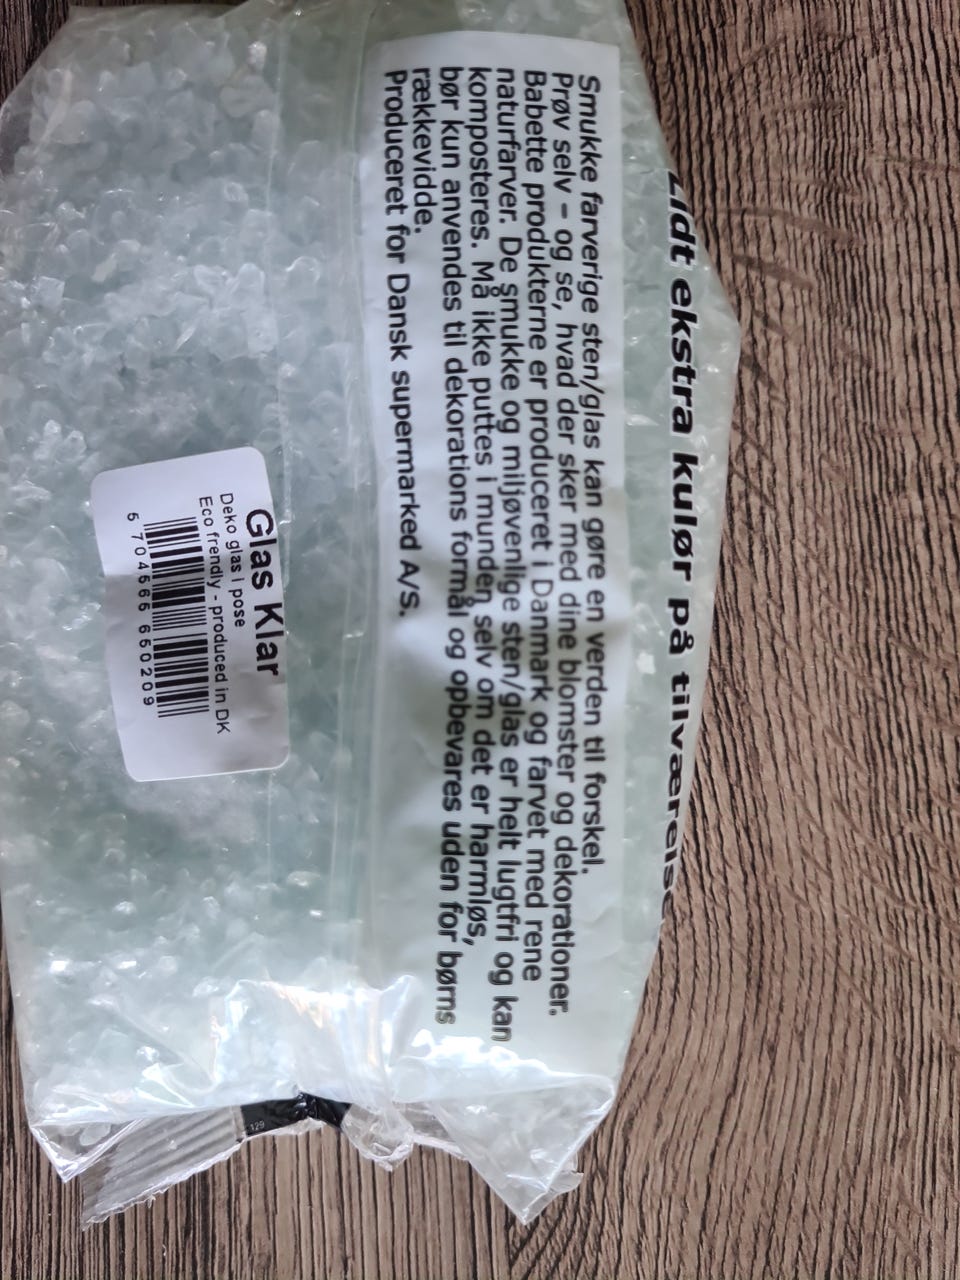 Lidt ekstra kulør på tilværelse
Smukke farverige sten/glas kan gøre en verden til forskel.
Prøv selv - og se, hvad der sker med dine blomster og dekorationer.
Babette produkterne er produceret i Danmark og farvet med rene
naturfarver. De smukke og miljøvenlige sten/glas er helt lugtfri og kan
komposteres. Må ikke puttes i munden selv om det er harmløs,
bør kun anvendes til dekorations formål og opbevares uden for børns
rækkevidde.
Produceret for Dansk supermarked A/S.
Glas Klar
Deko glas i pose
Eco frendly - produced in DK
5 704565 650209
129